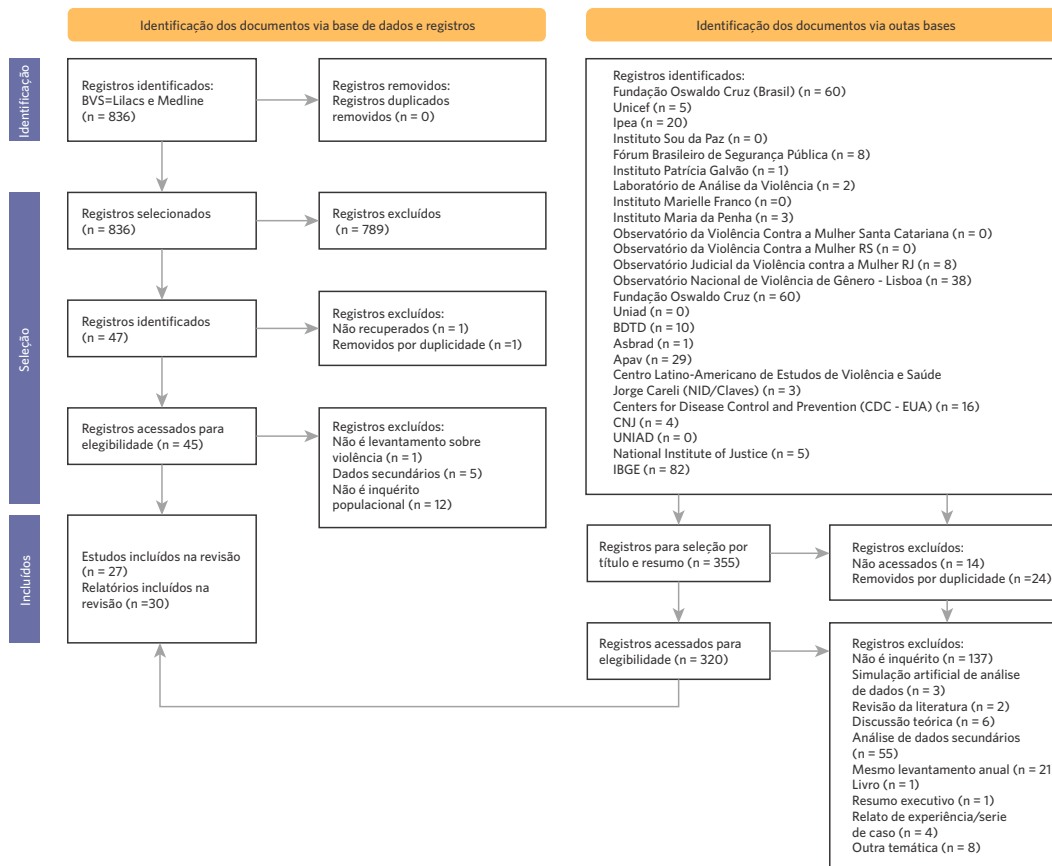 Identificação dos documentos via base de dados e registros
Identificação
Registros identificados:
BVS=Lilacs e Medline
(n = 836)
Registros removidos:
Registros duplicados
removidos (n = 0)
Seleção
Registros selecionados
= 836)
Registros excluídos
= 789)
Registros identificados
(n = 47)
Registros excluídos:
Não recuperados (n = 1)
Removidos por duplicidade (n =1)
Registros acessados para
elegibilidade (n = 45)
Registros excluídos:
Não é levantamento sobre
violência (n = 1)
Dados secundários (n = 5)
Não é inquérito
populacional (n = 12)
Incluídos
Estudos incluídos na revisão
(n = 27)
Relatórios incluídos na
revisão (n =30)
Identificação dos documentos via outas bases
Registros identificados:
Fundação Oswaldo Cruz (Brasil) (n = 60)
Unicef (n = 5)
Ipea (n = 20)
Instituto Sou da Paz (n = 0)
Fórum Brasileiro de Segurança Pública (n = 8)
Instituto Patrícia Galvão (n = 1)
Laboratório de Análise da Violência (n = 2)
Instituto Marielle Franco (n =0)
Instituto Maria da Penha (n = 3)
Observatório da Violência Contra a Mulher Santa Catariana (n = 0)
Observatório da Violência Contra a Mulher RS (n = 0)
Observatório Judicial da Violência contra a Mulher RJ (n = 8)
Observatório Nacional de Violência de Gênero - Lisboa (n = 38)
Fundação Oswaldo Cruz (n = 60)
Uniad (n = 0)
BDTD (n = 10)
Asbrad (n = 1)
Apav (n = 29)
Centro Latino-Americano de Estudos de Violência e Saúde
Jorge Careli (NID/Claves) (n = 3)
Centers for Disease Control and Prevention (CDC - EUA) (n = 16)
CNJ (n = 4)
UNIAD (n = 0)
National Institute of Justice (n = 5)
IBGE (n = 82)
Registros para seleção por
título e resumo (n = 355)
Registros excluídos:
Não acessados (n = 14)
Removidos por duplicidade (n =24)
Registros acessados para
elegibilidade (n = 320)
Registros excluídos:
Não é inquérito (n = 137)
Simulação artificial de análise
de dados (n = 3)
Revisão da literatura (n = 2)
Discussão teórica (n = 6)
Análise de dados secundários
(n = 55)
Mesmo levantamento anual (n = 21
Livro (n = 1)
Resumo executivo (n = 1)
Relato de experiência/serie
de caso (n = 4)
Outra temática (n = 8)